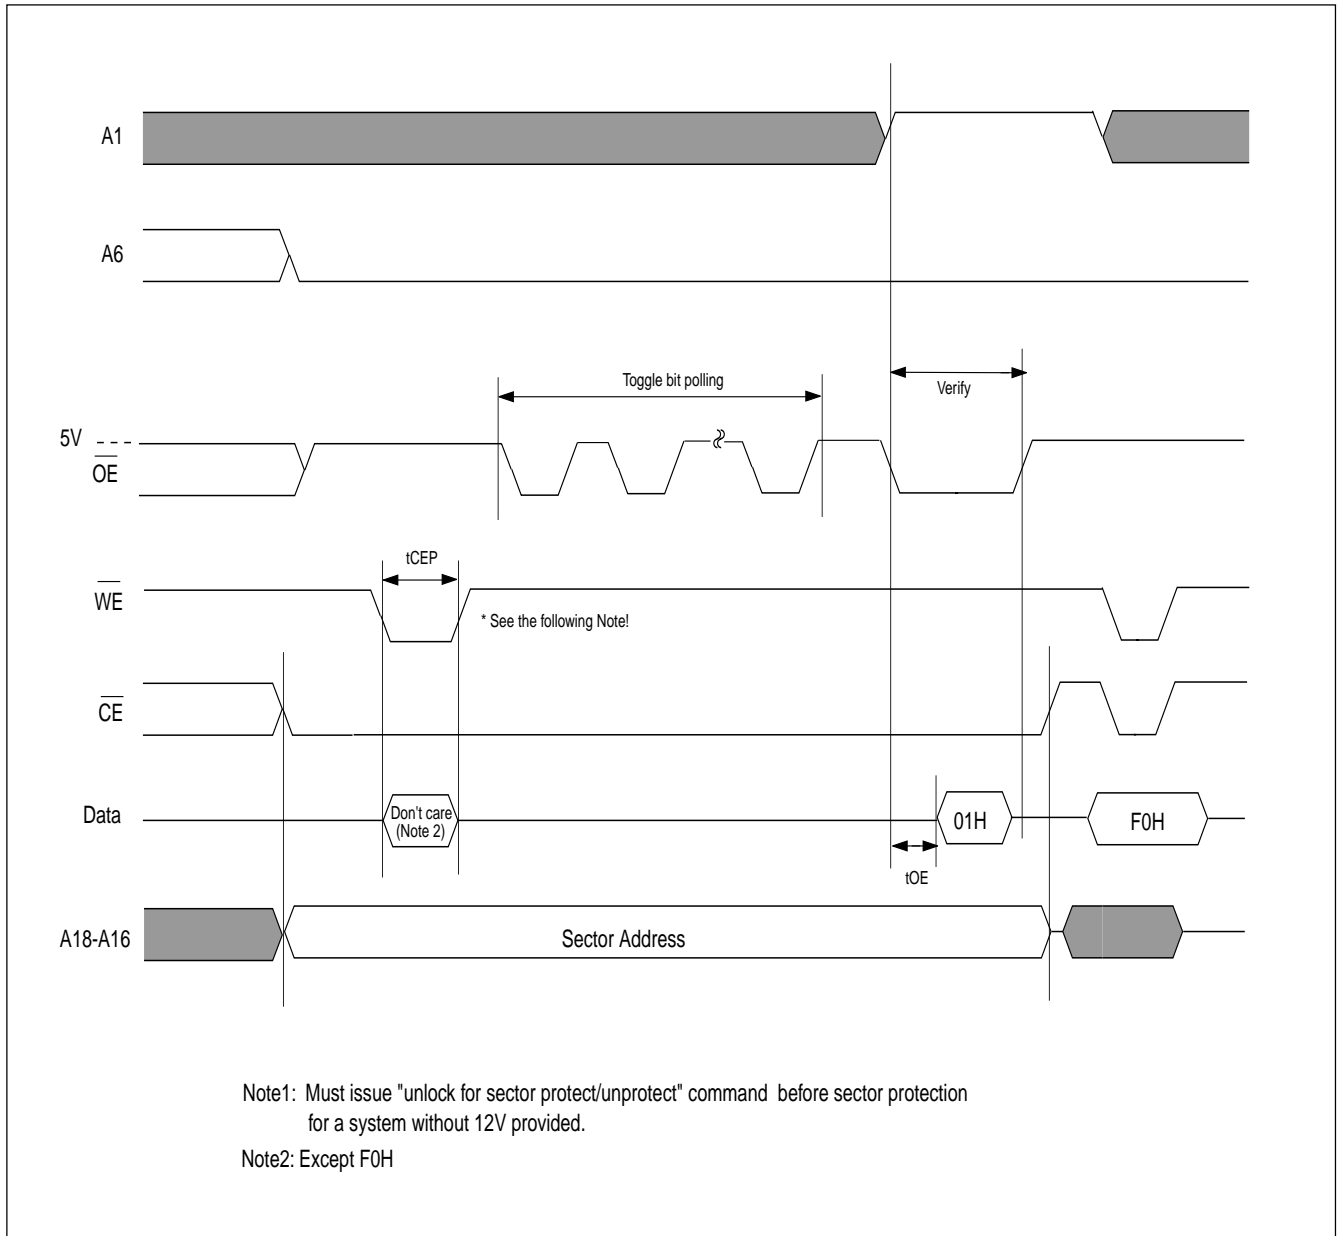 A1
A6
Toggle bit polling
Verify
5V
OE
tCEP
WE
* See the following Note!
CE
Data
Don't care
(Note 2)
01H
F0H
tOE
A18-A16
Sector Address
Note1: Must issue "unlock for sector protect/unprotect" command before sector protection
for a system without 12V provided.
Note2: Except F0H